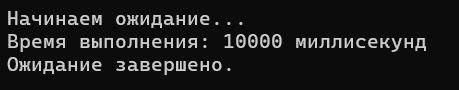 Начинаем ожидание...
Время выполнения: 10000 миллисекунд
Ожидание завершено.